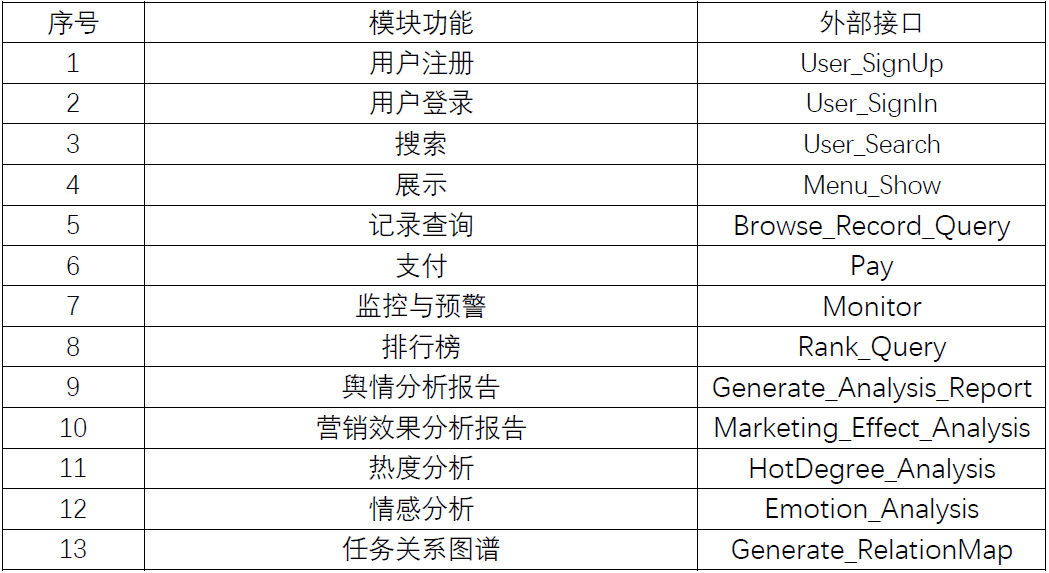 序号 模块功能 外部接口
1 用户注册 User_SignUp
2 用户登录 User_SignIn
3 搜索 User_Search
4 展示 Menu_Show
5 记录查询 Browse_Record_Query
6 支付 Pay
7 监控与预警 Monitor
8 排行榜 Rank_Query
9 舆情分析报告 Generate_Analysis_Report
10 营销效果分析报告 Marketing_Effect_Analysis
11 热度分析 HotDegree_Analysis
12 情感分析 Emotion_Analysis
13 任务关系图谱 Generate_RelationMap